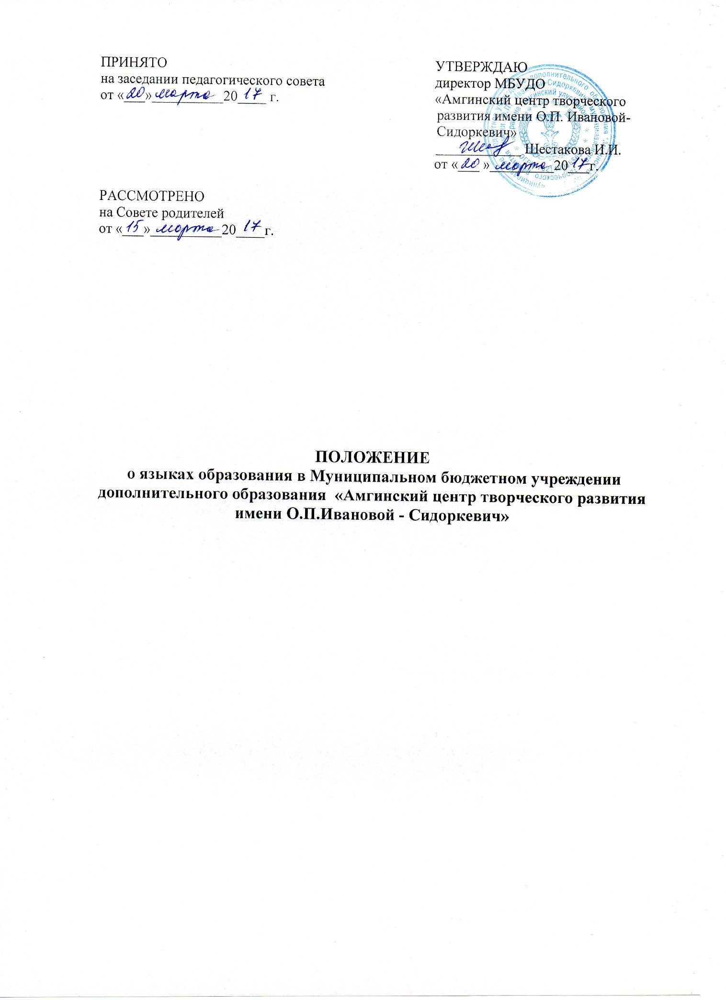 ПРИНЯТО
на заседании педагогического совета
от «20» марта 2017 г.
УТВЕРЖДАЮ
директор МБУДО
«Амгинский центр творческого
развития имени О.П. Ивановой-
Сидоркевич»
____________ Шестакова И.И.
от «20 » марта 2017г.
РАССМОТРЕНО
на Совете родителей
от «15» марта 2017г.
ПОЛОЖЕНИЕ
о языках образования в Муниципальном бюджетном учреждении
дополнительного образования «Амгинский центр творческого развития
имени О.П.Ивановой - Сидоркевич»